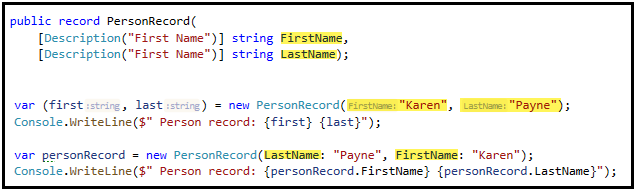 public record PersonRecord(
[Description("First Name")] string FirstName,
[Description("First Name")] string LastName);
var (first:string, last:string) = new PersonRecord(FirstName:"Karen", LastName:"Payne");
Console.WriteLine($" Person record: {first} {last}");
var personRecord = new PersonRecord(LastName: "Payne", FirstName: "Karen");
Console.WriteLine($" Person record: {personRecord.FirstName} {personRecord.LastName}");